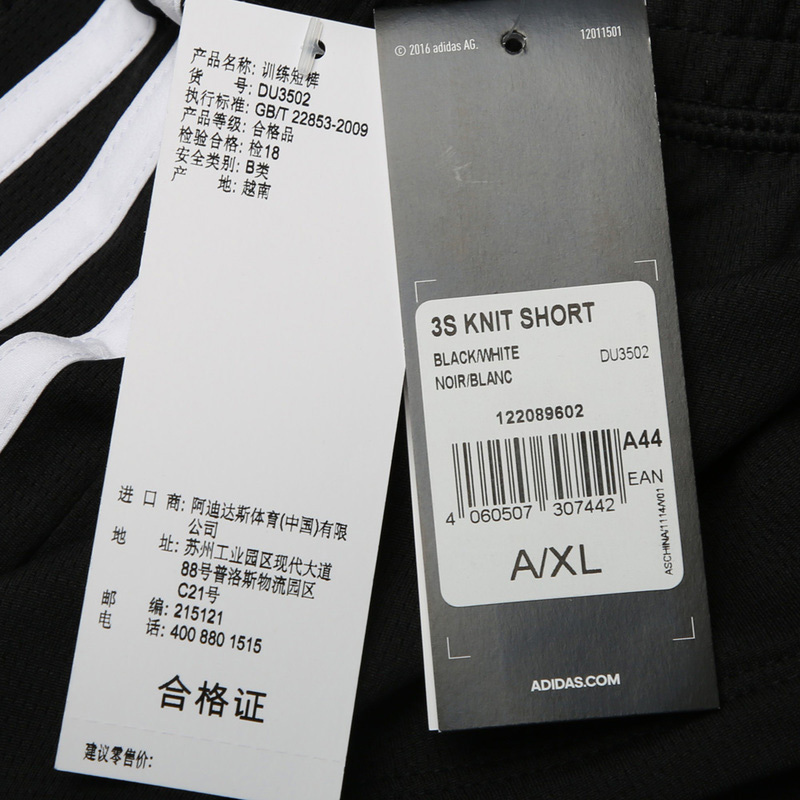 产品名称: 训练短裤
货 号: DU3502
执行标准: GB/T 22853-2009
产品等级: 合格品
检验合格: 检18
安全类别: B类
产 地: 越南
进 口 商: 阿迪达斯体育(中国)有限
公司
地 址: 苏州工业园区现代大道
88号普洛斯物流园区
C21号
邮 编: 215121
电 话: 400 880 1515
合格证
建议零售价:
© 2016 adidas AG.
12011501
3S KNIT SHORT
BLACK/WHITE DU3502
NOIR/BLANC
122089602
A44
EAN
4 060507 307442
ASCHINA/1114/V01
A/XL
ADIDAS.COM